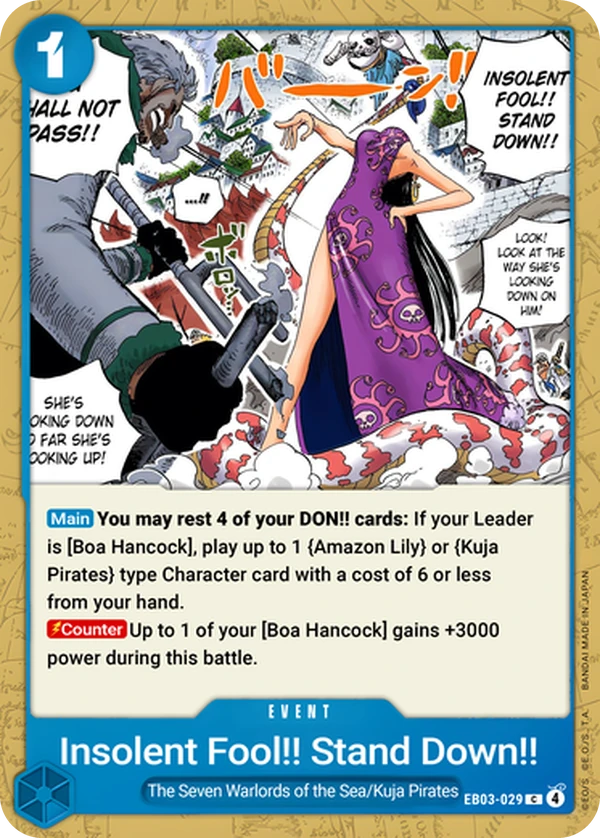 1
HALL NOT
PASS!!
バーン!!
INSOLENT
FOOL!!
STAND
DOWN!!
...!!
ボロッ...
LOOK!
LOOK AT THE
WAY SHE'S
LOOKING
DOWN ON
HIM!
SHE'S
OKING DOWN
FAR SHE'S
OOKING UP!
Main You may rest 4 of your DON!! cards: If your Leader
is [Boa Hancock], play up to 1 {Amazon Lily} or {Kuja
Pirates} type Character card with a cost of 6 or less
from your hand.
Counter Up to 1 of your [Boa Hancock] gains +3000
power during this battle.
EVENT
Insolent Fool!! Stand Down!!
The Seven Warlords of the Sea/Kuja Pirates
EB03-029 C 4
©E.O/S. ©E.O./S.,T.A. BANDAI MADE IN JAPAN